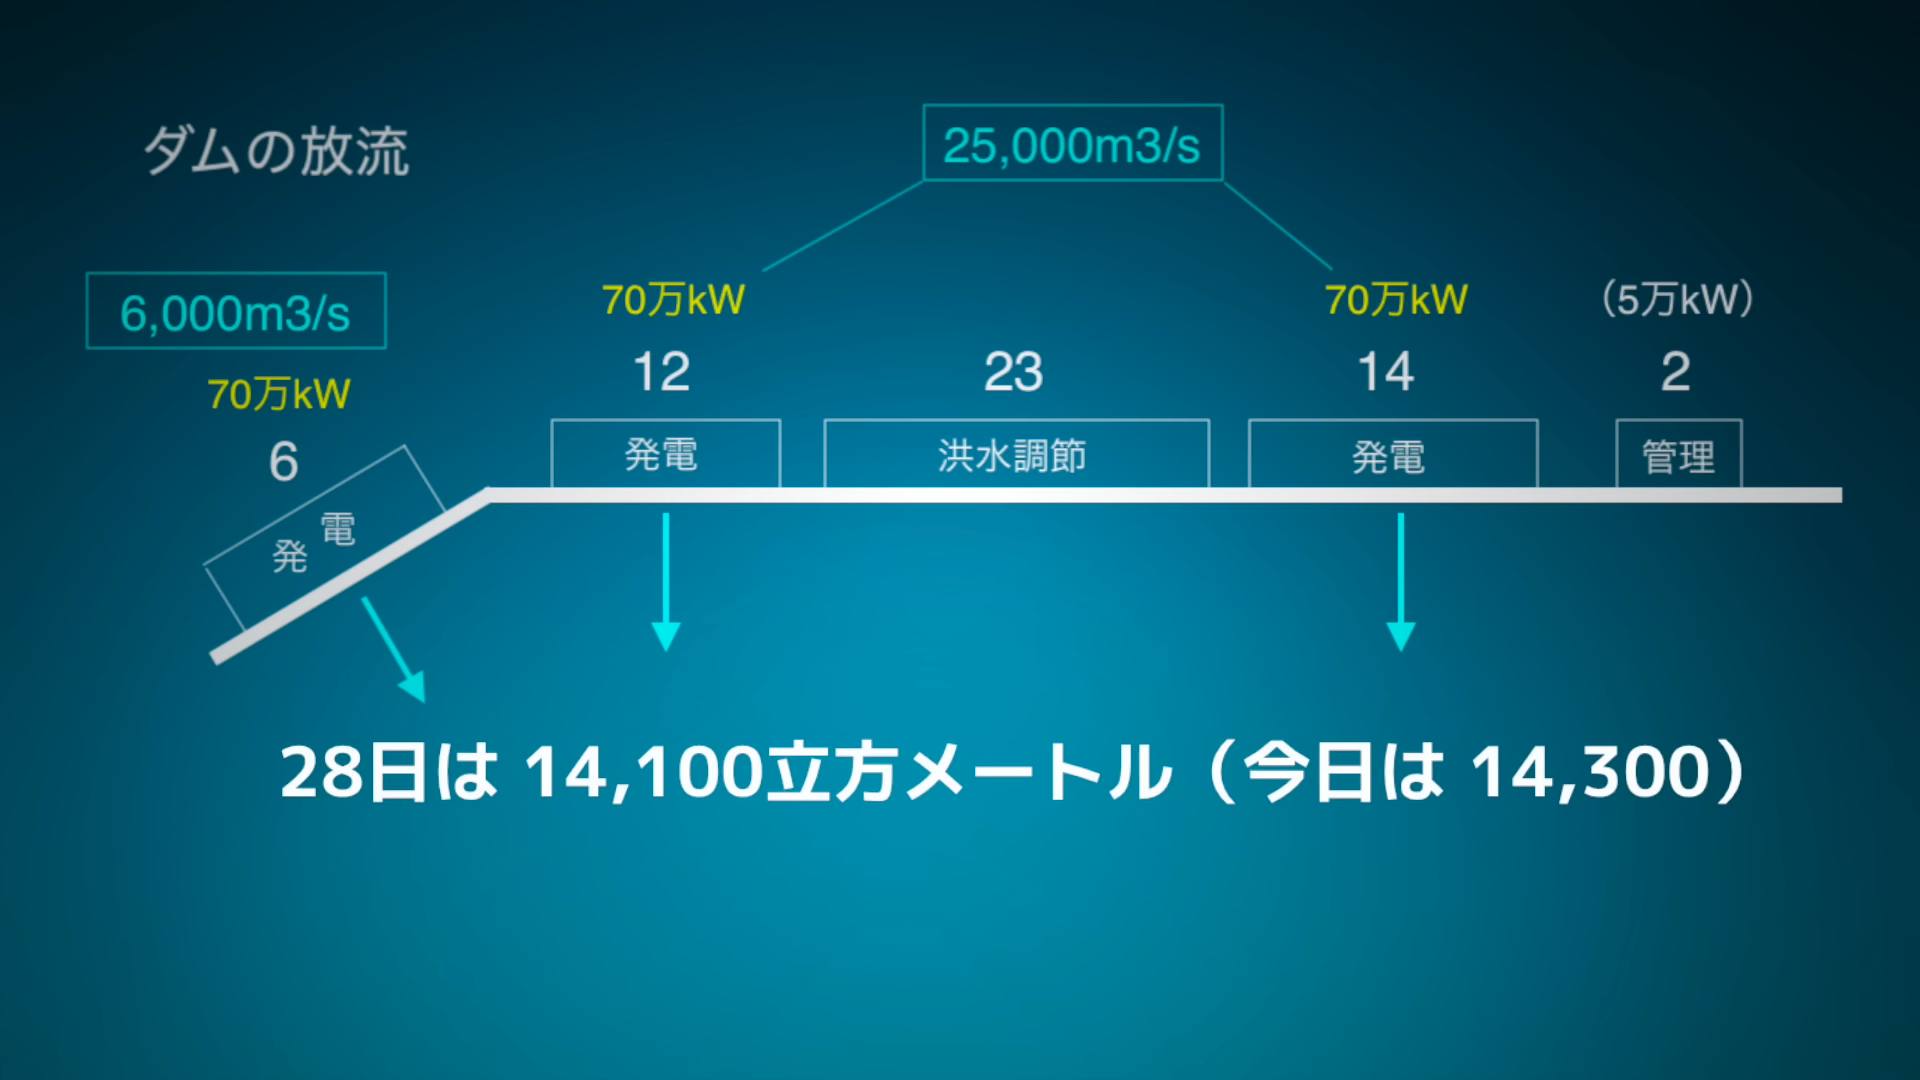 ダムの放流
25,000m3/s
6,000m3/s
70万kW
6
発電
70万kW
12
発電
23
洪水調節
70万kW
14
発電
（5万kW）
2
管理
28日は 14,100立方メートル（今日は 14,300）